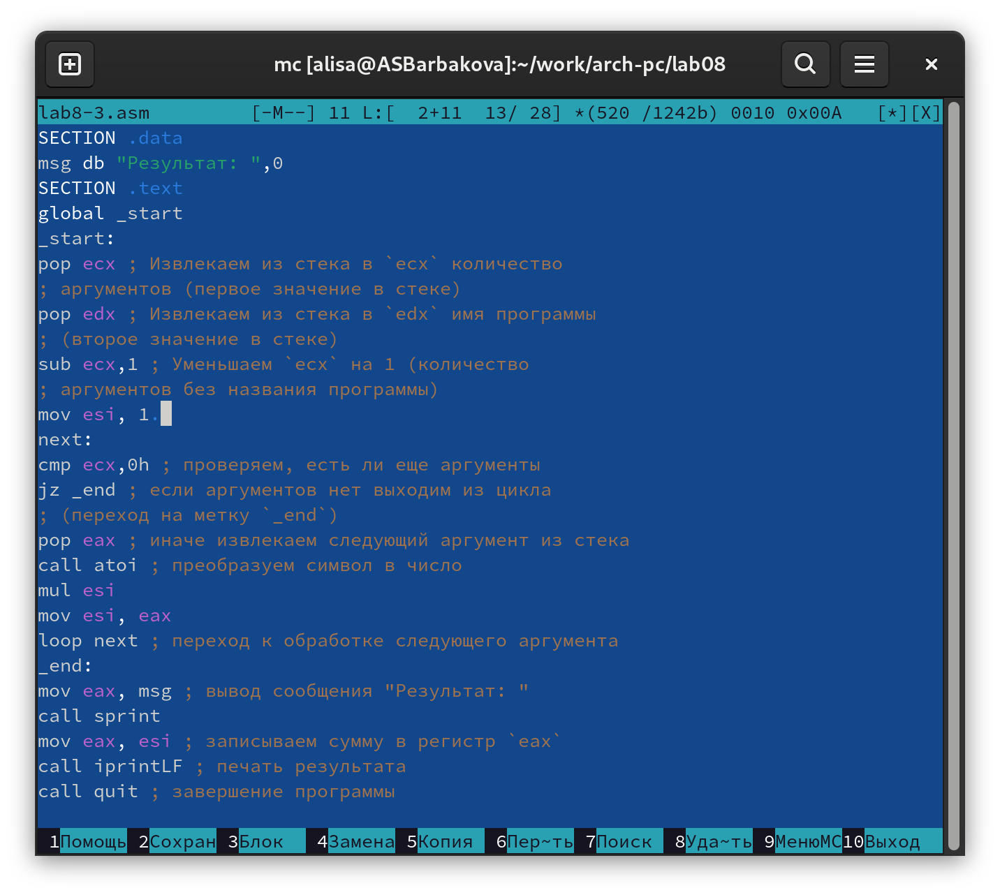 mc [alisa@ASBarbakova]:~/work/arch-pc/lab08
lab8-3.asm [-M--] 11 L:[ 2+11 13/ 28] *(520 /1242b) 0010 0x00A [*][X]
SECTION .data
msg db "Результат: ",0
SECTION .text
global _start
_start:
pop ecx ; Извлекаем из стека в `ecx` количество
; аргументов (первое значение в стеке)
pop edx ; Извлекаем из стека в `edx` имя программы
; (второе значение в стеке)
sub ecx,1 ; Уменьшаем `ecx` на 1 (количество
; аргументов без названия программы)
mov esi, 1.
next:
cmp ecx,0h ; проверяем, есть ли еще аргументы
jz _end ; если аргументов нет выходим из цикла
; (переход на метку `_end`)
pop eax ; иначе извлекаем следующий аргумент из стека
call atoi ; преобразуем символ в число
mul esi
mov esi, eax
loop next ; переход к обработке следующего аргумента
_end:
mov eax, msg ; вывод сообщения "Результат: "
call sprint
mov eax, esi ; записываем сумму в регистр `eax`
call iprintLF ; печать результата
call quit ; завершение программы
1Помощь 2Сохран 3Блок 4Замена 5Копия 6Пер~ть 7Поиск 8Уда~ть 9МенюMC 10Выход